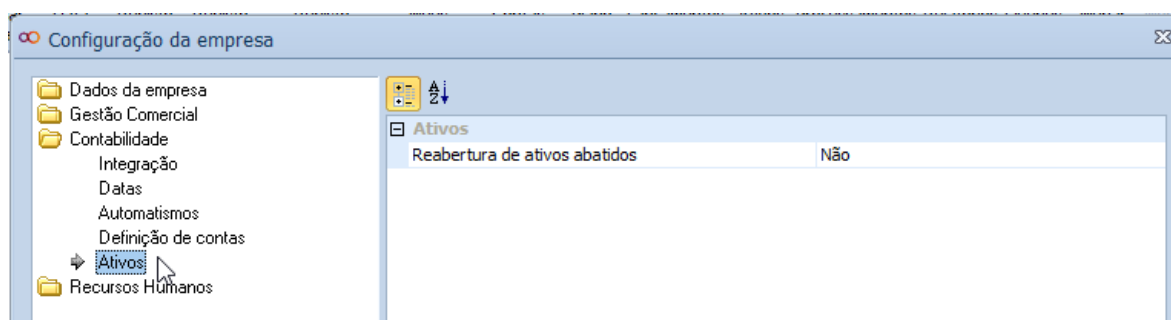 Configuração da empresa
Dados da empresa
Gestão Comercial
Contabilidade
Integração
Datas
Automatismos
Definição de contas
Ativos
Recursos Humanos
Ativos
Reabertura de ativos abatidos Não